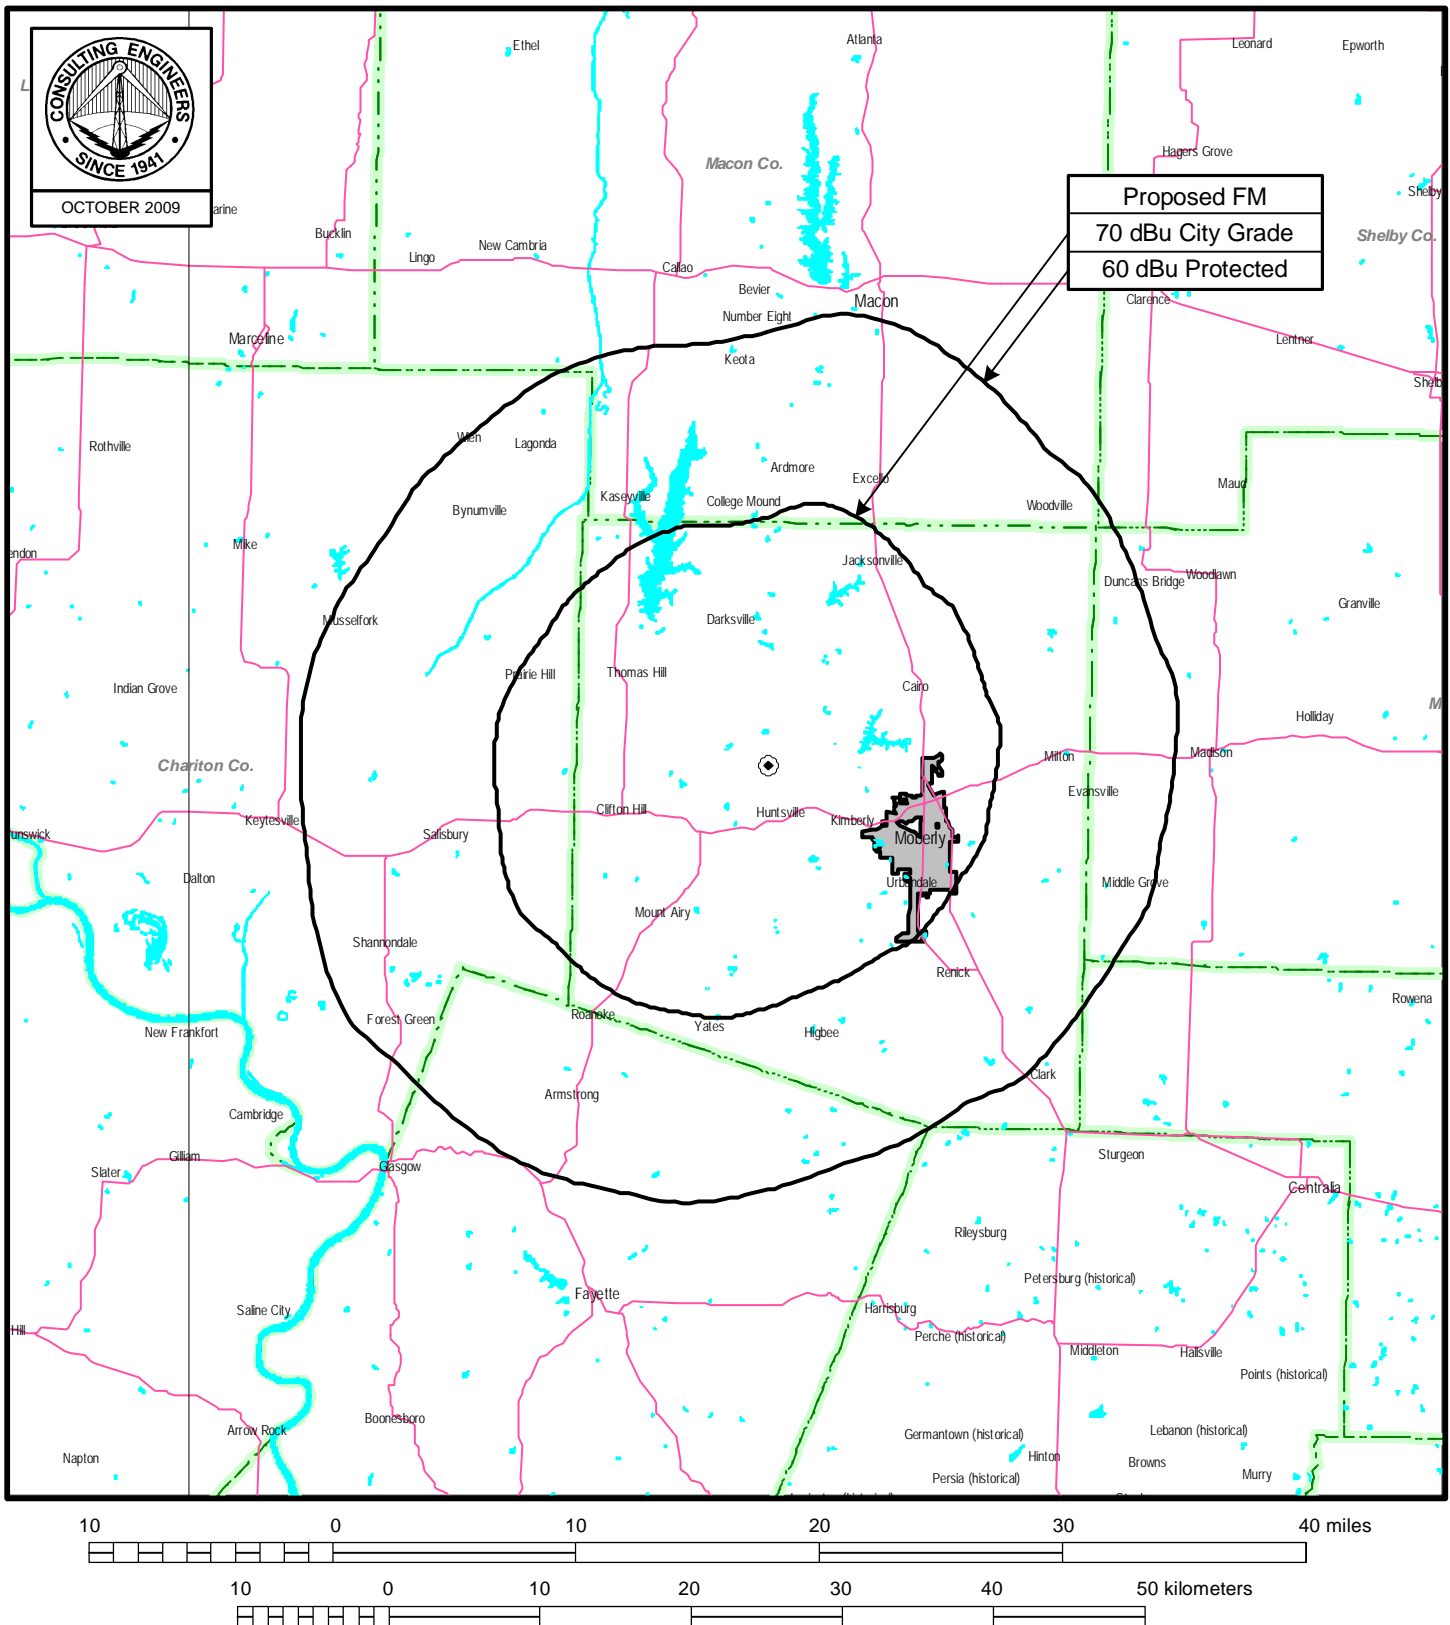 CONSULTING ENGINEERS
SINCE 1941
OCTOBER 2009
Proposed FM
70 dBu City Grade
60 dBu Protected
Ethel
Atlanta
Leonard
Epworth
Hagers Grove
Macon Co.
Shelby Co.
Bucklin
Lingo
New Cambria
Callao
Bevier
Macon
Number Eight
Clarence
Marceline
Keota
Lentner
Rothville
Wien
Lagonda
Ardmore
Excello
Maud
Kaseyville
College Mound
Woodville
Bynumville
Mike
Jacksonville
Duncans Bridge
Woodlawn
Granville
Musselfork
Darksville
Prairie Hill
Thomas Hill
Cairo
Indian Grove
Holliday
Chariton Co.
Milton
Madison
Evansville
Keytesville
Salisbury
Clifton Hill
Huntsville
Kimberly
Moberly
Dalton
Urbandale
Middle Grove
Mount Airy
Shannondale
Renick
Rowena
New Frankfort
Forest Green
Roanoke
Yates
Higbee
Clark
Armstrong
Cambridge
Gilliam
Slater
Glasgow
Sturgeon
Centralia
Rileysburg
Petersburg (historical)
Saline City
Fayette
Harrisburg
Hill
Perche (historical)
Middleton
Hallsville
Points (historical)
Boonesboro
Arrow Rock
Germantown (historical)
Lebanon (historical)
Napton
Hinton
Browns
Persia (historical)
Murry
10 0 10 20 30 40 miles
10 0 10 20 30 40 50 kilometers